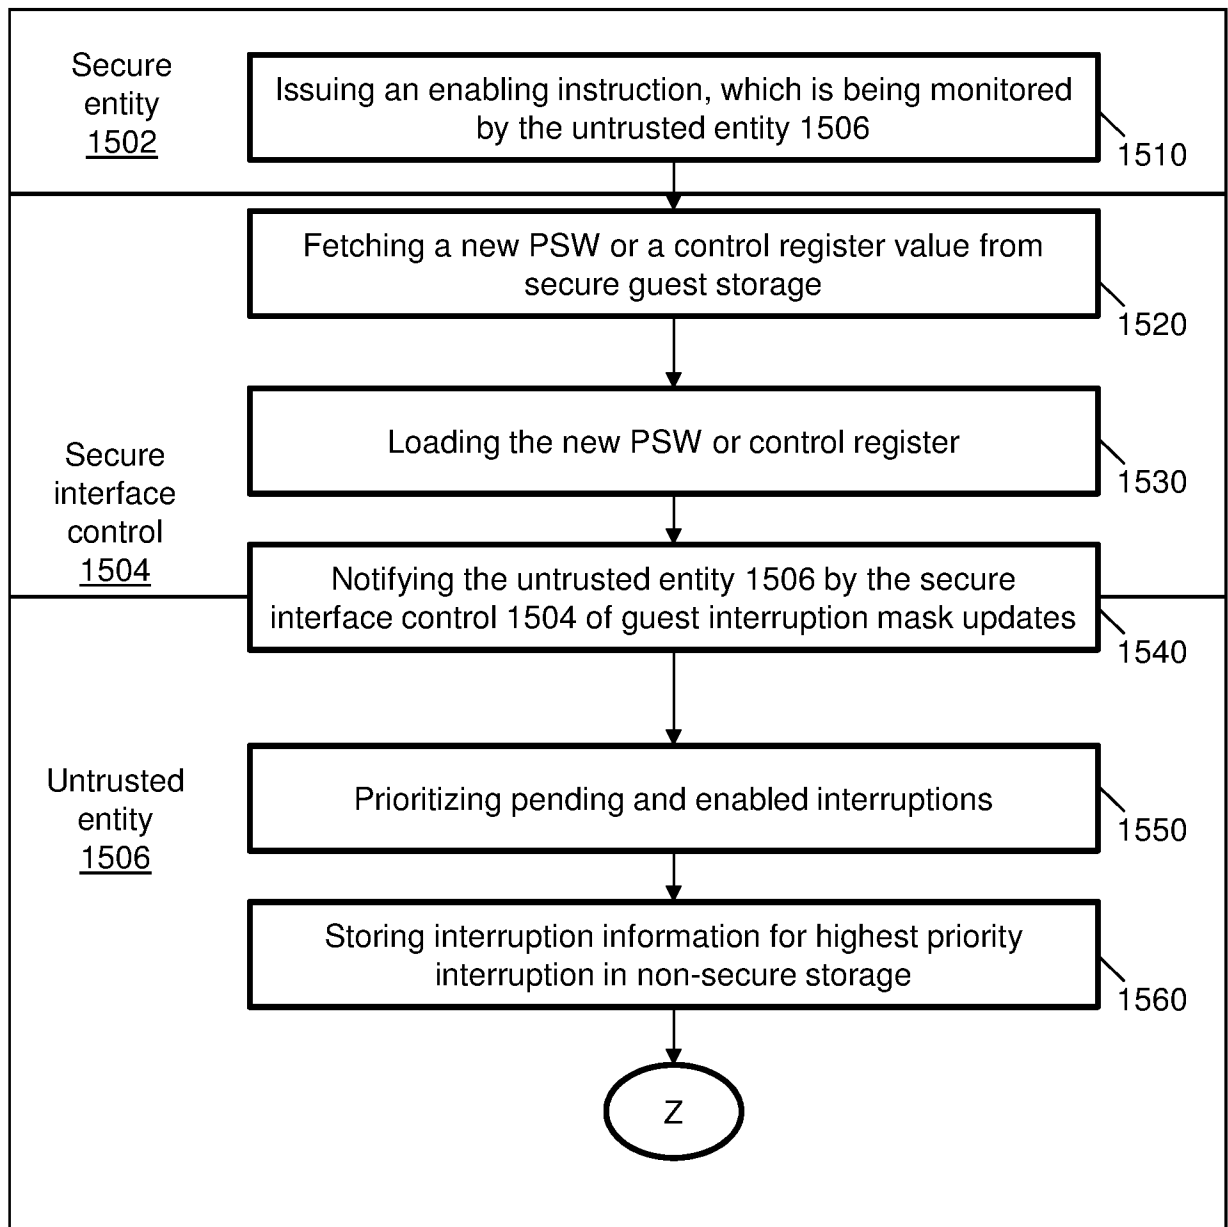 Secure
entity
1502
Issuing an enabling instruction, which is being monitored
by the untrusted entity 1506
1510
Fetching a new PSW or a control register value from
secure guest storage
1520
Secure
interface
control
1504
Loading the new PSW or control register
1530
Notifying the untrusted entity 1506 by the secure
interface control 1504 of guest interruption mask updates
1540
Untrusted
entity
1506
Prioritizing pending and enabled interruptions
1550
Storing interruption information for highest priority
interruption in non-secure storage
1560
Z